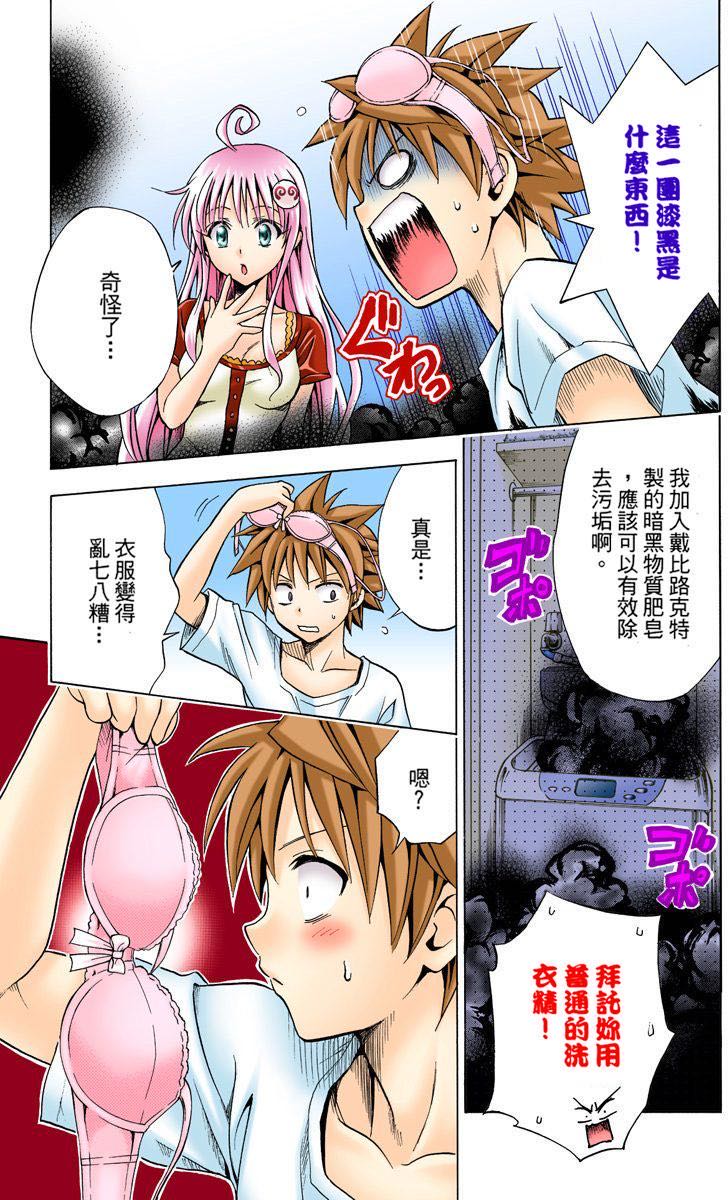 這一團漆黑是
什麼東西！
ぐわっ
奇怪了…
我加入戴比路克特
製的暗黑物質肥皂
，應該可以有效除
去污垢啊。
ゴポ
ゴポ
拜託妳用
普通的洗
衣精！
真是…
衣服變得
亂七八糟…
嗯？